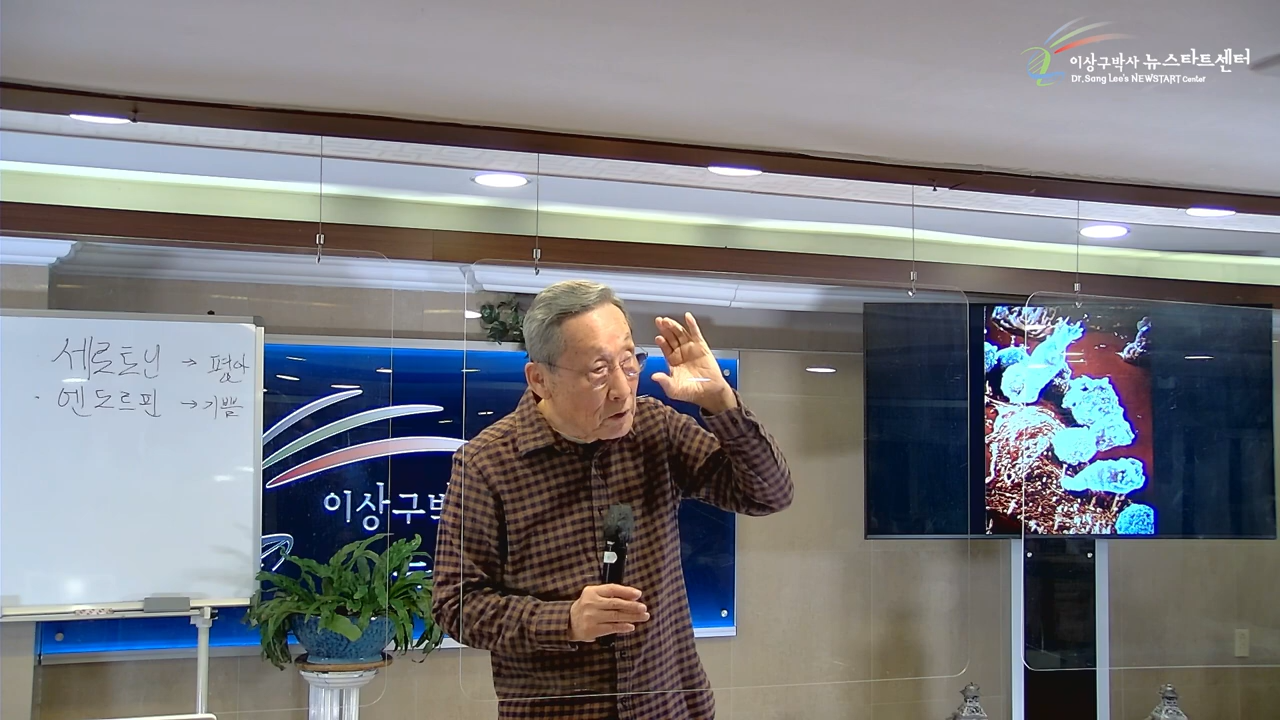 이상구박사 뉴스타트센터
Dr. Sang Lee's NEWSTART Center
세로토닌 → 평안
· 엔도르핀 → 기쁨
이상구박